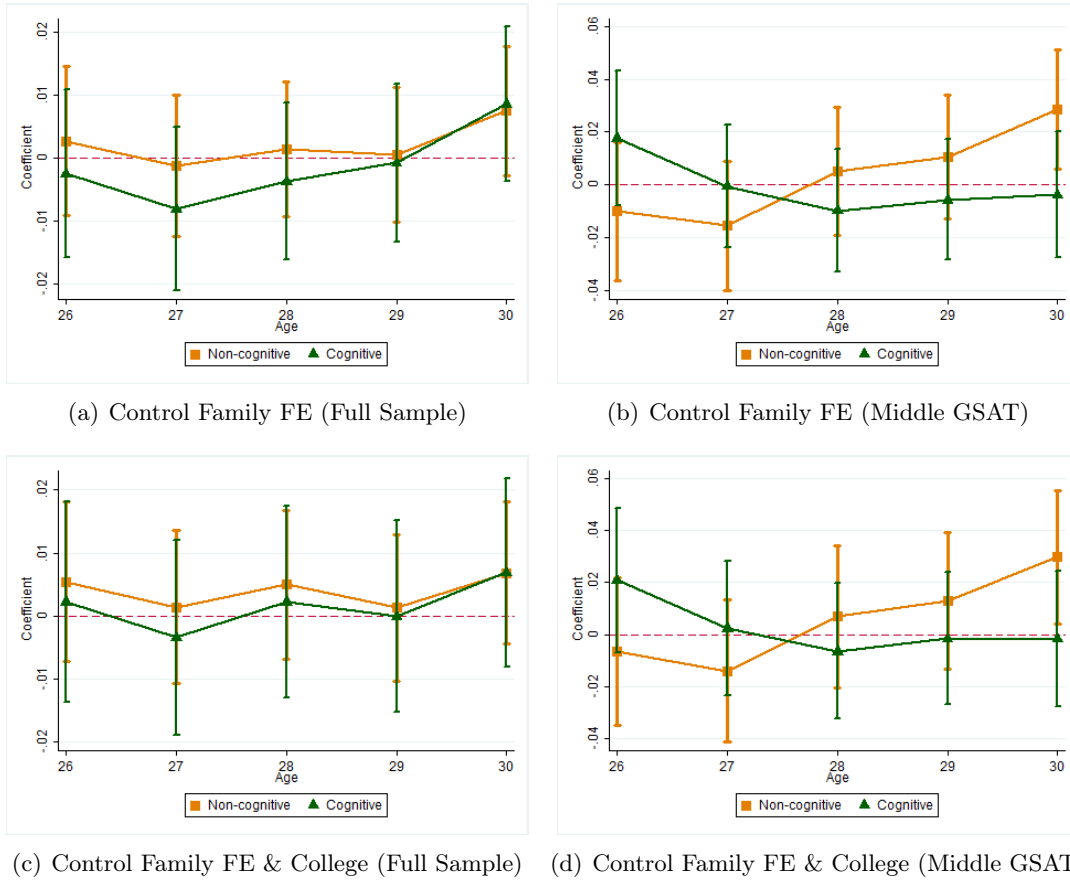 .02
.01
0
-.01
-.02
Coefficient
26 27 28 29 30
Age
Non-cognitive Cognitive
(a) Control Family FE (Full Sample)
.06
.04
.02
0
-.02
-.04
Coefficient
26 27 28 29 30
Age
Non-cognitive Cognitive
(b) Control Family FE (Middle GSAT)
.02
.01
0
-.01
-.02
Coefficient
26 27 28 29 30
Age
Non-cognitive Cognitive
(c) Control Family FE & College (Full Sample)
.06
.04
.02
0
-.02
-.04
Coefficient
26 27 28 29 30
Age
Non-cognitive Cognitive
(d) Control Family FE & College (Middle GSAT